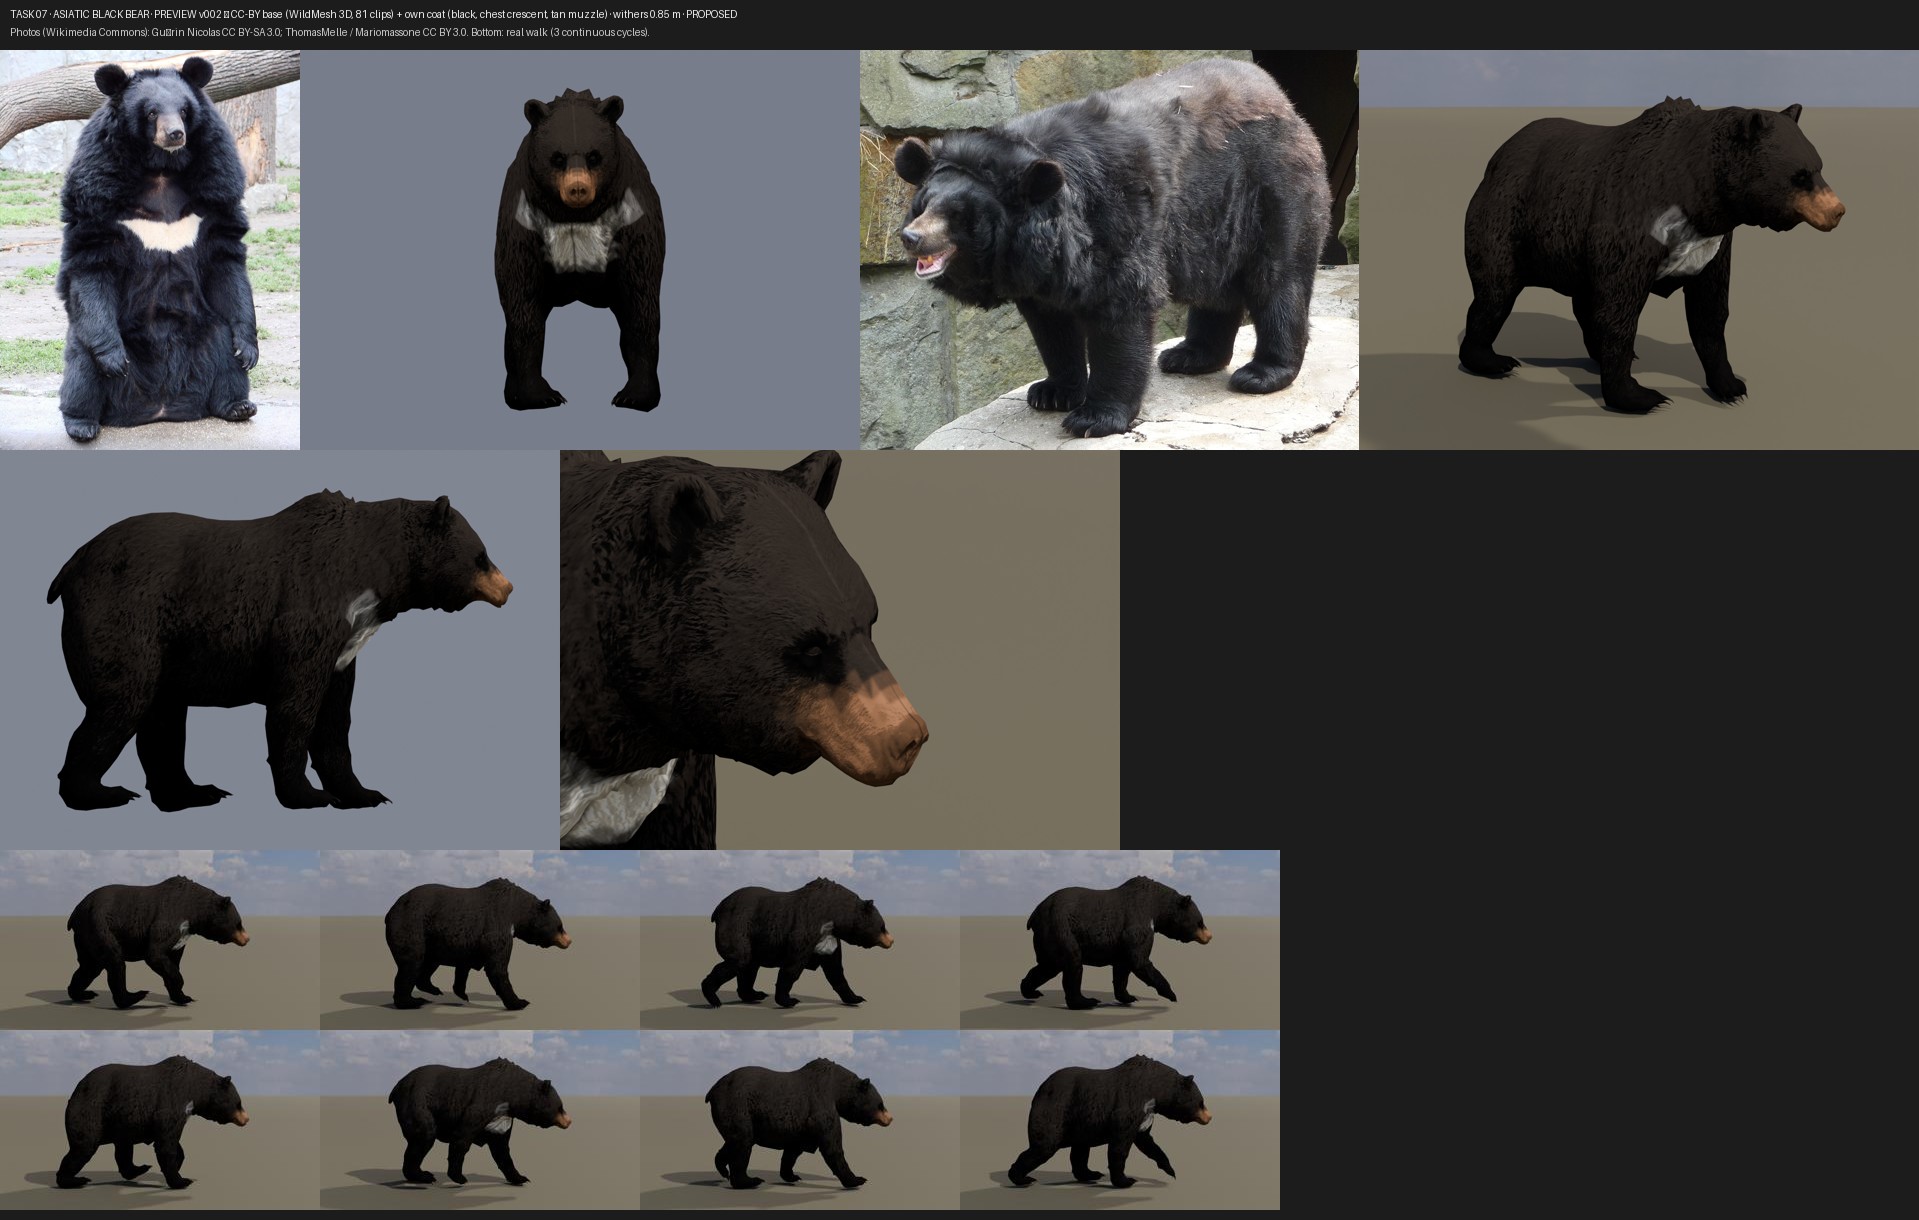 TASK 07 · ASIATIC BLACK BEAR · PREVIEW v002 □ CC-BY base (WildMesh 3D, 81 clips) + own coat (black, chest crescent, tan muzzle) · withers 0.85 m · PROPOSED
Photos (Wikimedia Commons): Gu□rin Nicolas CC BY-SA 3.0; ThomasMelle / Mariomassone CC BY 3.0. Bottom: real walk (3 continuous cycles).